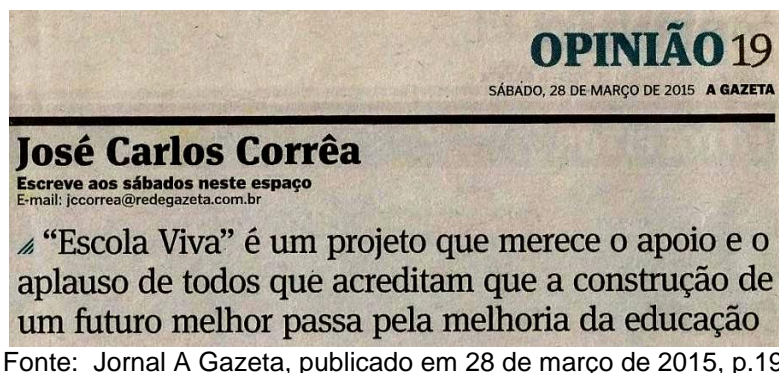 OPINIÃO 19
SÁBADO, 28 DE MARÇO DE 2015 A GAZETA
José Carlos Corrêa
Escreve aos sábados neste espaço
E-mail: jccorrea@redegazeta.com.br
“Escola Viva” é um projeto que merece o apoio e o
aplauso de todos que acreditam que a construção de
um futuro melhor passa pela melhoria da educação
Fonte: Jornal A Gazeta, publicado em 28 de março de 2015, p.19